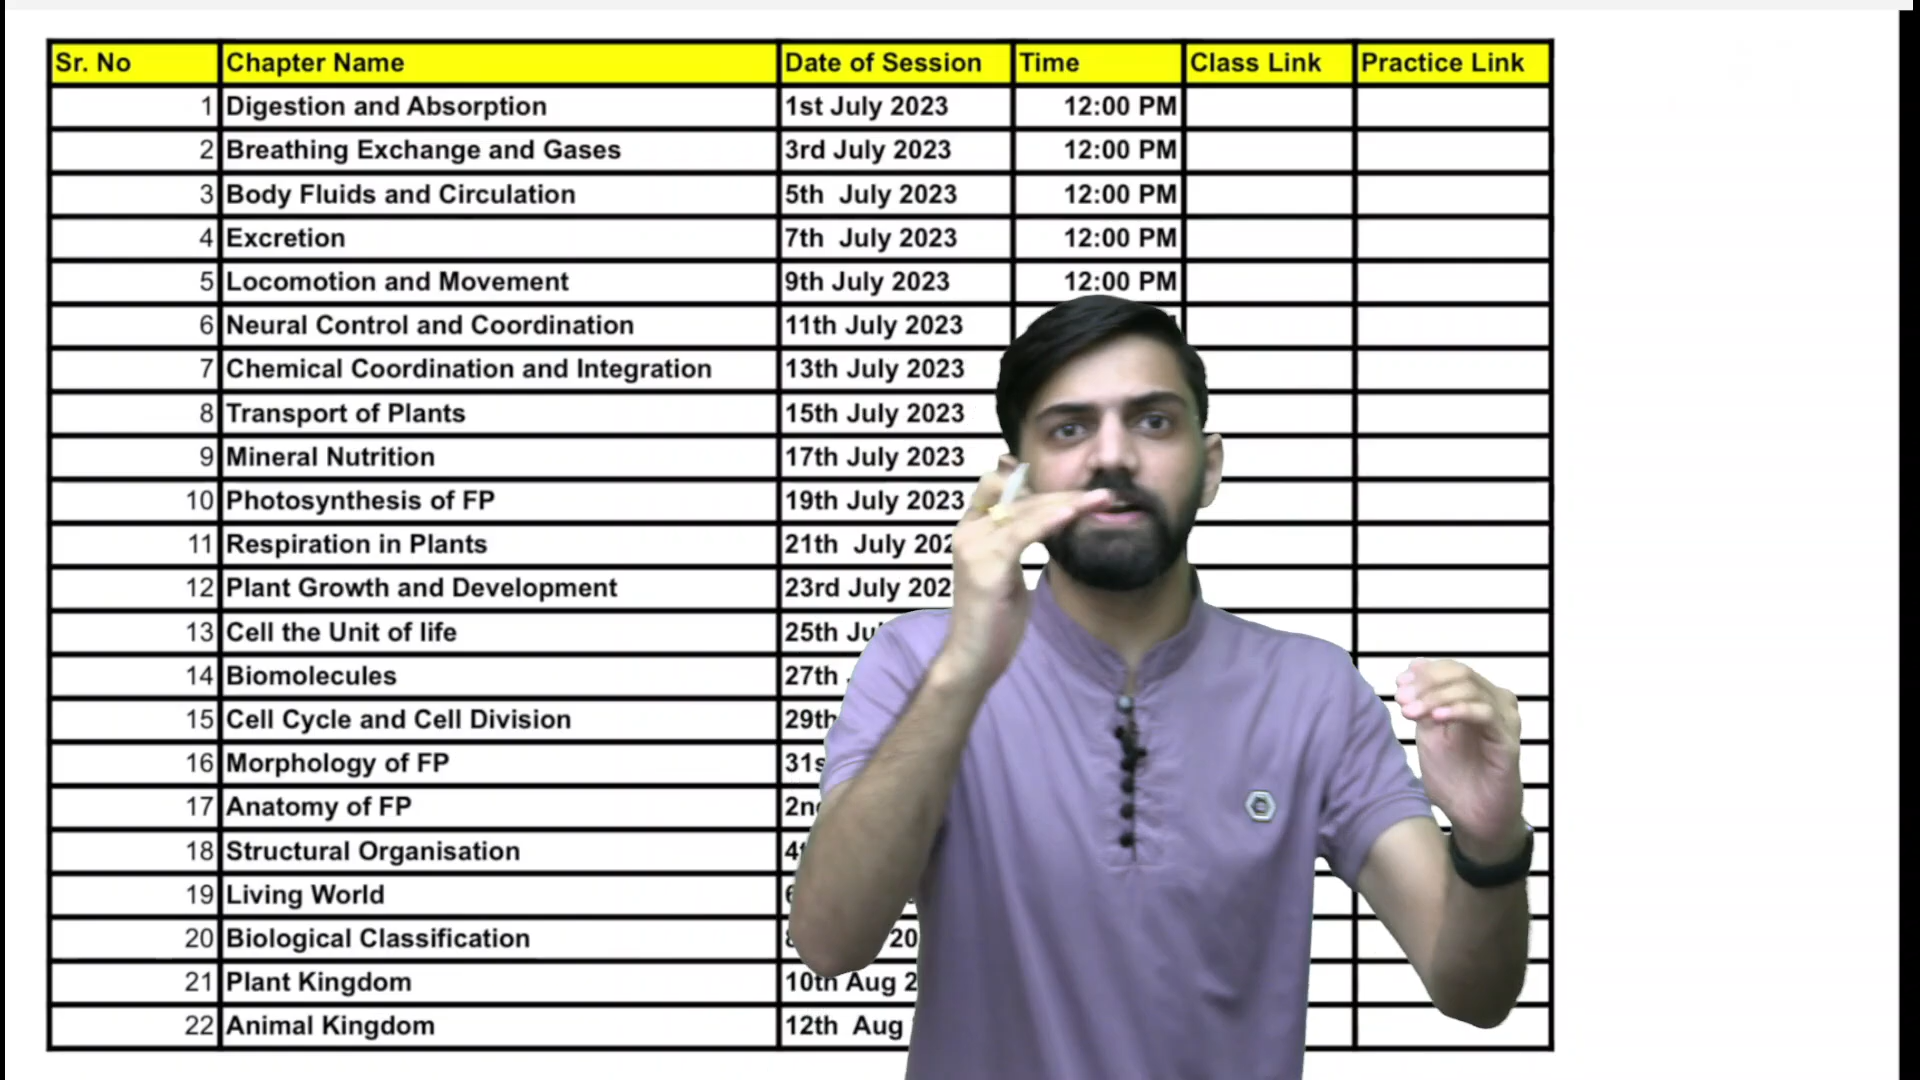 Sr. No Chapter Name Date of Session Time Class Link Practice Link
1 Digestion and Absorption 1st July 2023 12:00 PM
2 Breathing Exchange and Gases 3rd July 2023 12:00 PM
3 Body Fluids and Circulation 5th July 2023 12:00 PM
4 Excretion 7th July 2023 12:00 PM
5 Locomotion and Movement 9th July 2023 12:00 PM
6 Neural Control and Coordination 11th July 2023
7 Chemical Coordination and Integration 13th July 2023
8 Transport of Plants 15th July 2023
9 Mineral Nutrition 17th July 2023
10 Photosynthesis of FP 19th July 2023
11 Respiration in Plants 21th July
12 Plant Growth and Development 23rd July
13 Cell the Unit of life 25th
14 Biomolecules 27th
15 Cell Cycle and Cell Division 29th
16 Morphology of FP
17 Anatomy of FP
18 Structural Organisation
19 Living World
20 Biological Classification
21 Plant Kingdom 10th Aug
22 Animal Kingdom 12th Aug